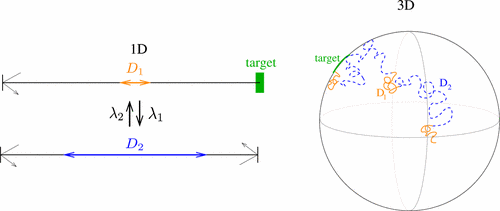 1D
target
D₁
λ₂ λ₁
D₂
3D
target
D₁
D₂